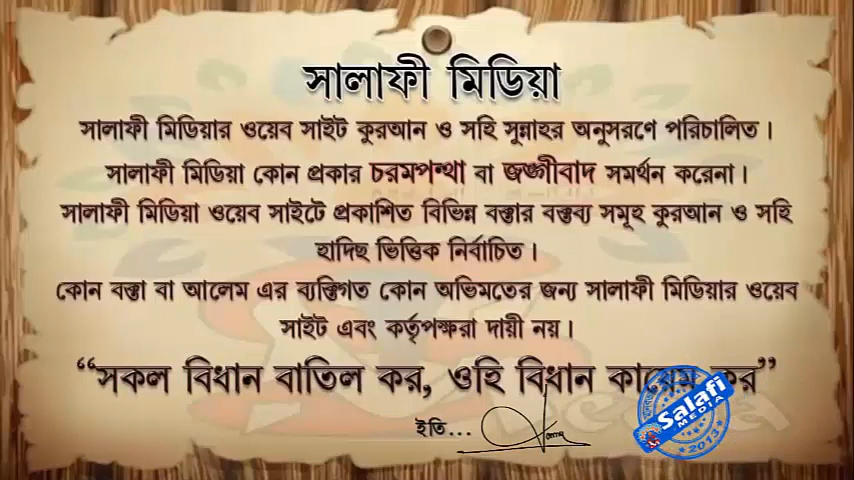 সালাফী মিডিয়া
সালাফী মিডিয়ার ওয়েব সাইট কুরআন ও সহি সুন্নাহর অনুসরণে পরিচালিত।
সালাফী মিডিয়া কোন প্রকার চরমপন্থা বা জঙ্গীবাদ সমর্থন করেনা।
সালাফী মিডিয়া ওয়েব সাইটে প্রকাশিত বিভিন্ন বক্তার বক্তব্য সমূহ কুরআন ও সহি
হাদিছ ভিত্তিক নির্বাচিত।
কোন বক্তা বা আলেম এর ব্যক্তিগত কোন অভিমতের জন্য সালাফী মিডিয়ার ওয়েব
সাইট এবং কর্তৃপক্ষরা দায়ী নয়।
“সকল বিধান বাতিল কর, ওহি বিধান কায়েম কর”
ইতি...
Salafi
MEDIA
2013